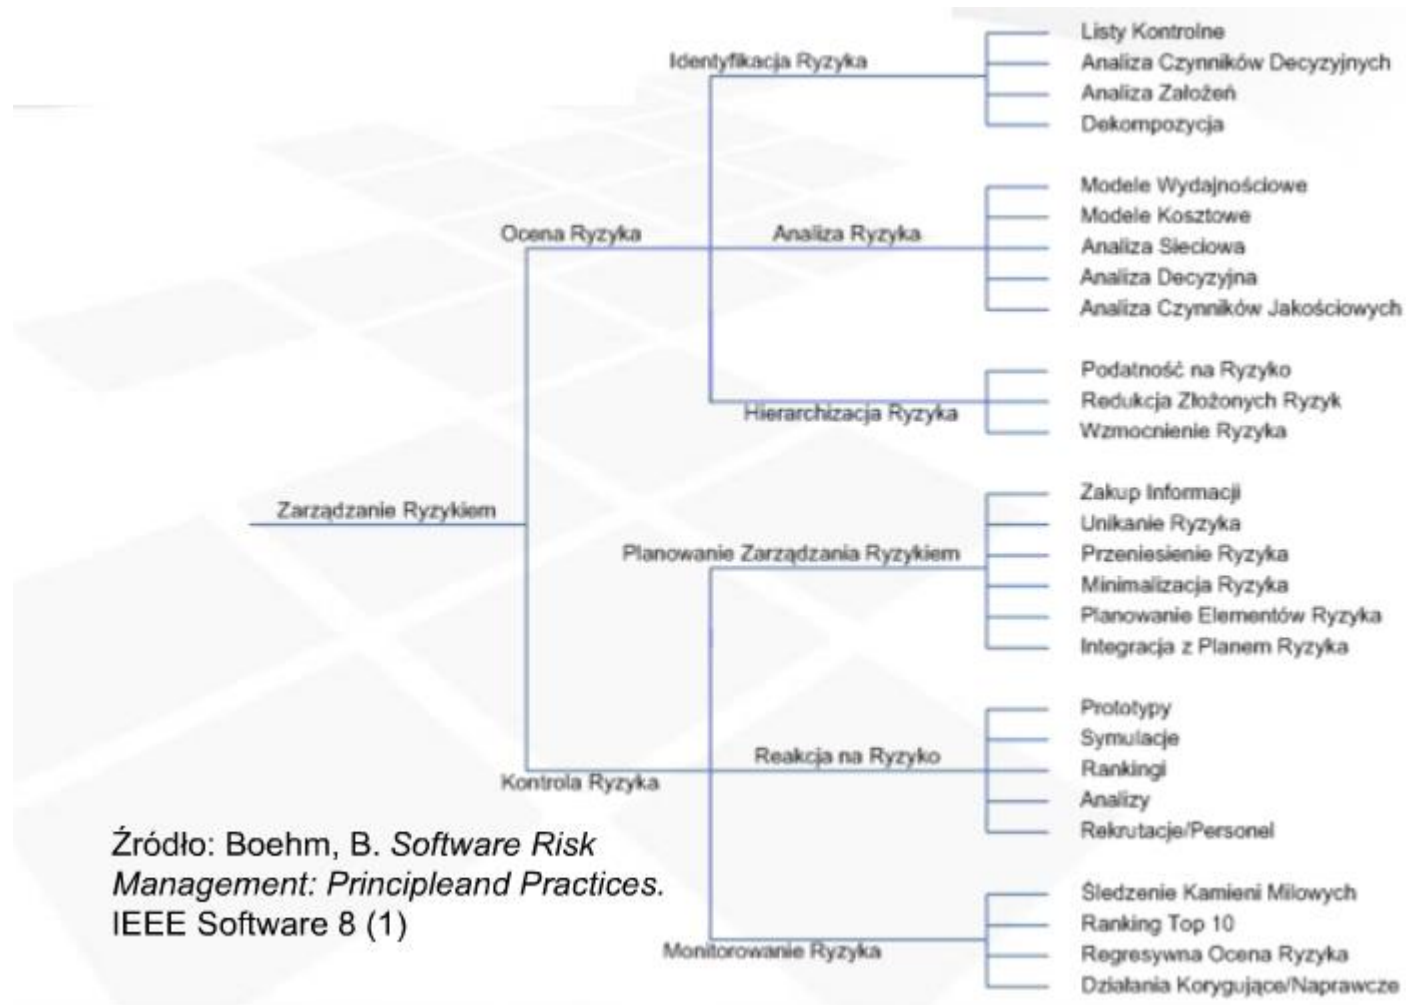 Listy Kontrolne
Identyfikacja Ryzyka
Analiza Czynników Decyzyjnych
Analiza Założeń
Dekompozycja
Modele Wydajnościowe
Modele Kosztowe
Ocena Ryzyka
Analiza Ryzyka
Analiza Sieciowa
Analiza Decyzyjna
Analiza Czynników Jakościowych
Podatność na Ryzyko
Redukcja Złożonych Ryzyk
Hierarchizacja Ryzyka
Wzmocnienie Ryzyka
Zarządzanie Ryzykiem
Zakup Informacji
Unikanie Ryzyka
Planowanie Zarządzania Ryzykiem
Przeniesienie Ryzyka
Minimalizacja Ryzyka
Planowanie Elementów Ryzyka
Integracja z Planem Ryzyka
Prototypy
Symulacje
Reakcja na Ryzyko
Rankingi
Kontrola Ryzyka
Analizy
Rekrutacje/Personel
Źródło: Boehm, B. Software Risk
Management: Principleand Practices.
IEEE Software 8 (1)
Śledzenie Kamieni Milowych
Ranking Top 10
Monitorowanie Ryzyka
Regresywna Ocena Ryzyka
Działania Korygujące/Naprawcze